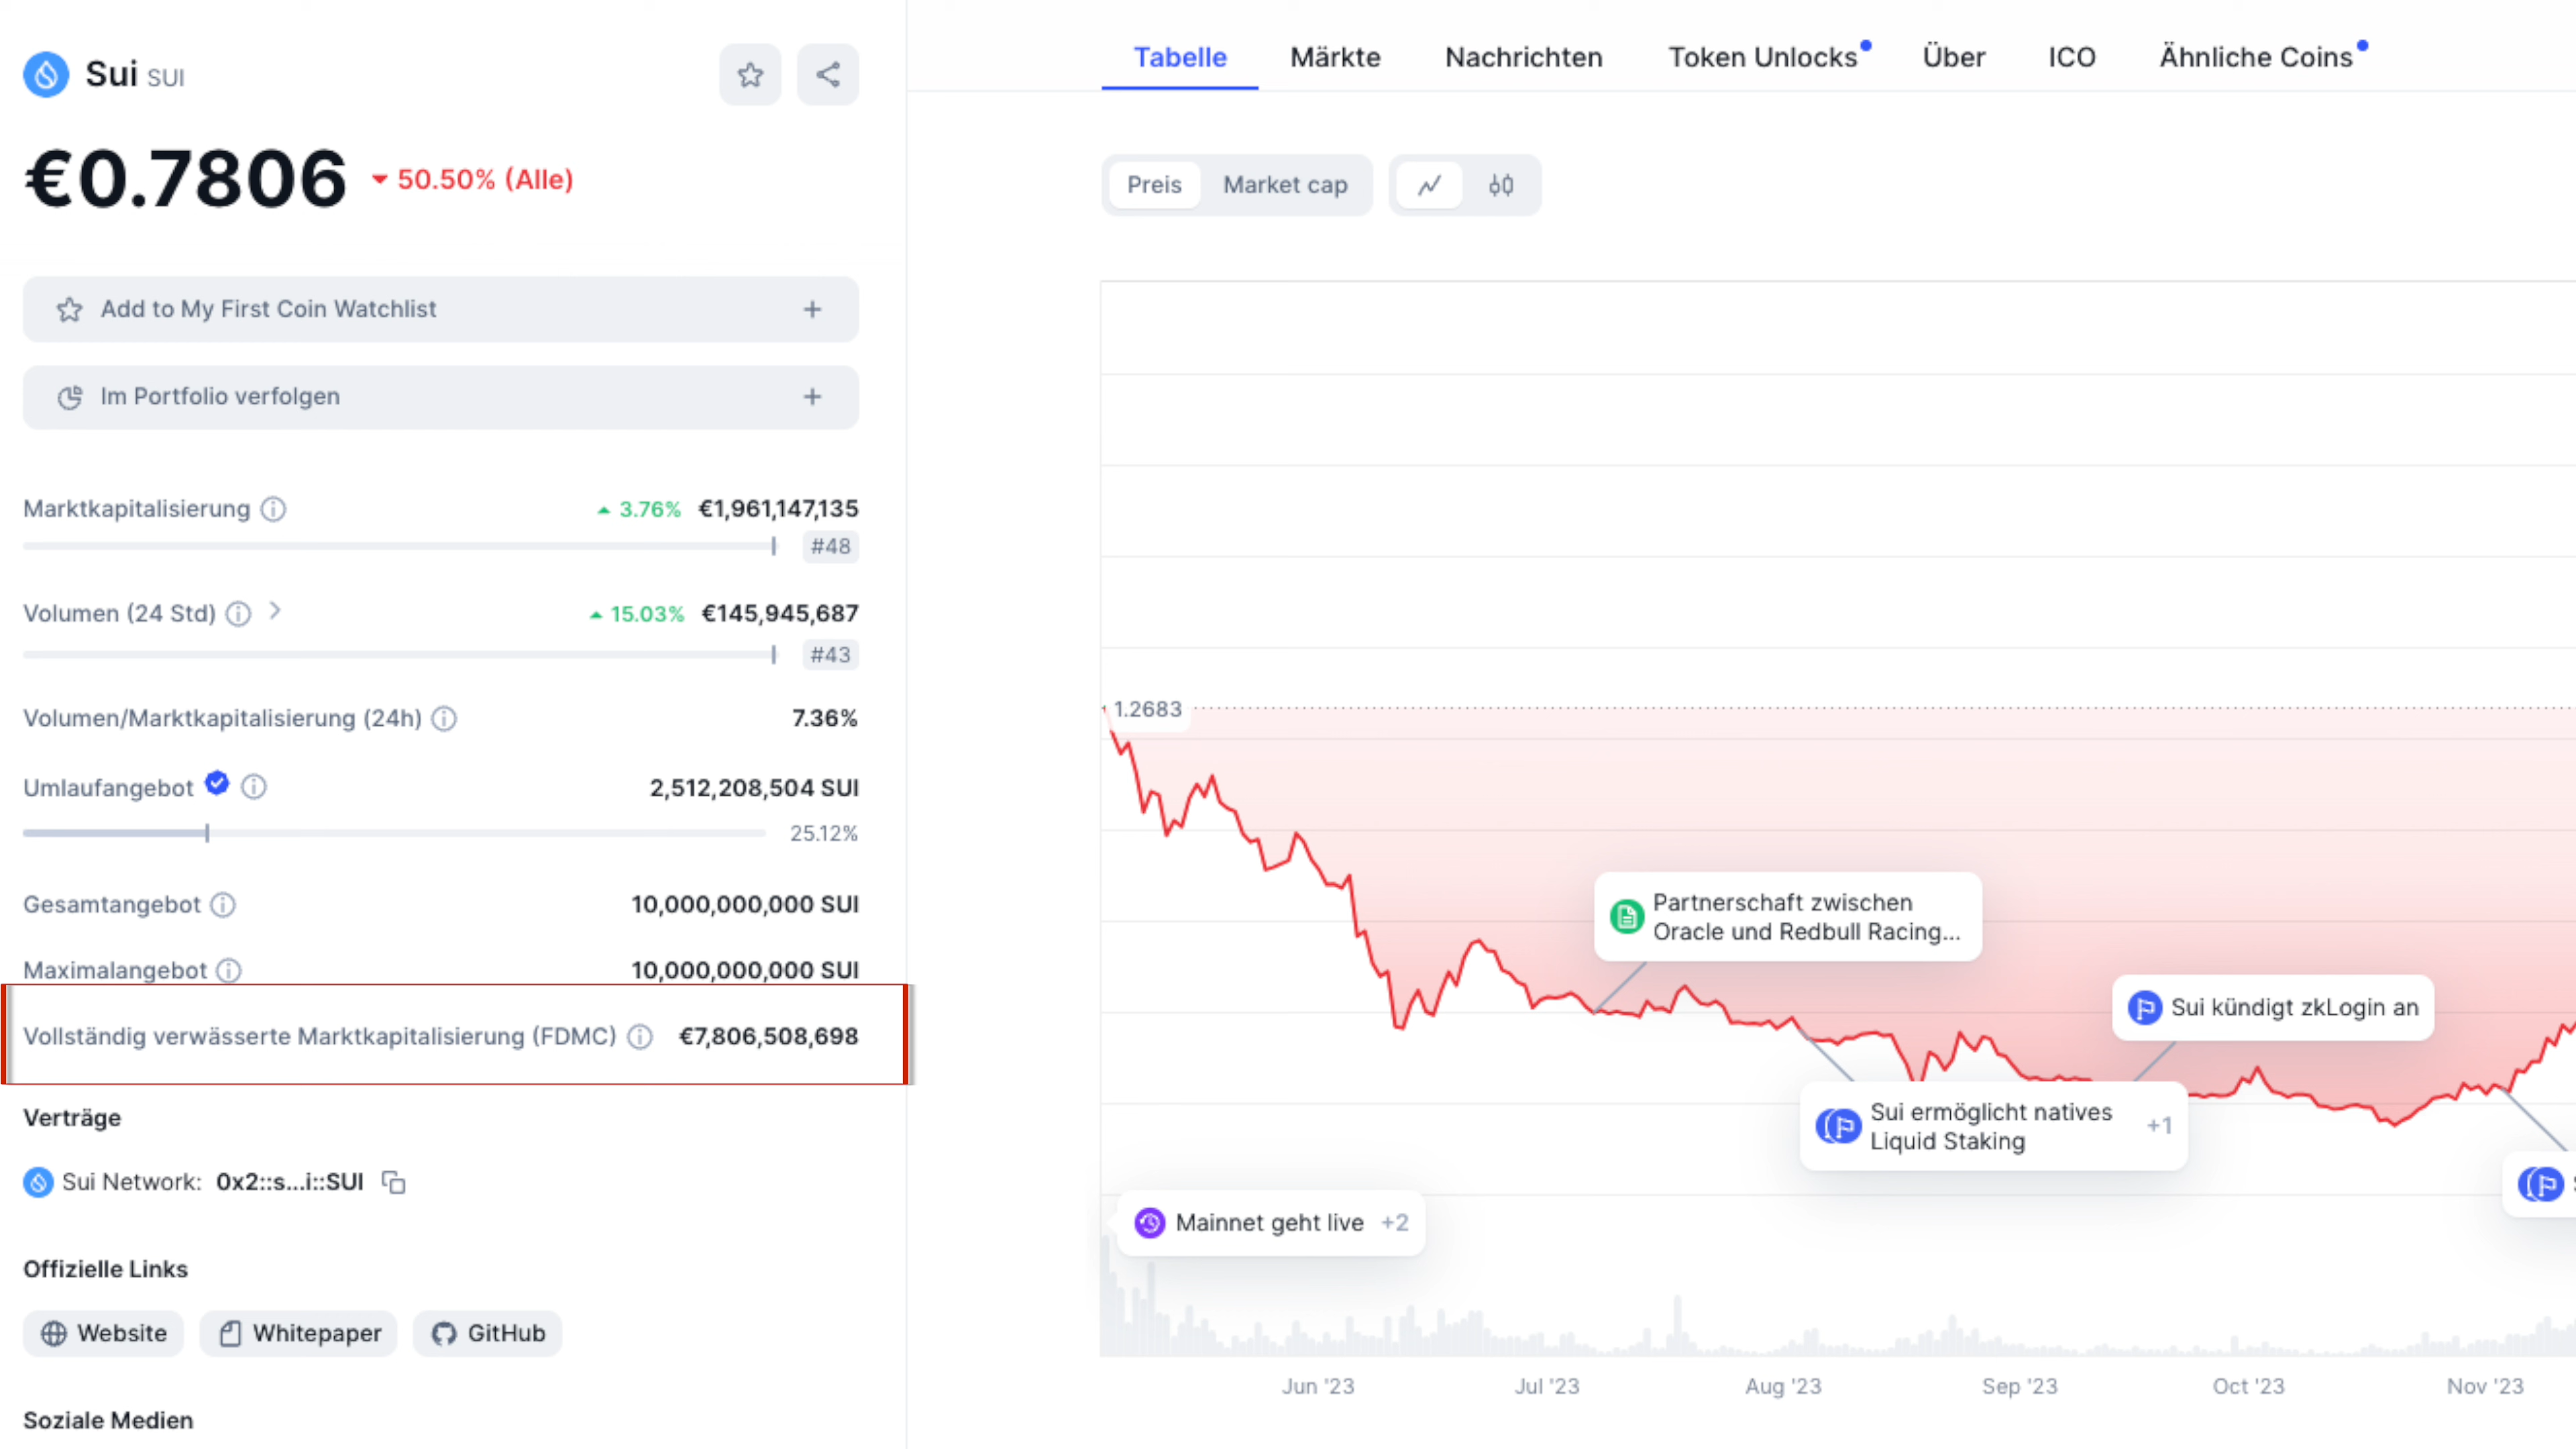 Sui SUI
€0.7806 50.50% (Alle)
Add to My First Coin Watchlist +
Im Portfolio verfolgen +
Marktkapitalisierung 3.76% €1,961,147,135
#48
Volumen (24 Std) 15.03% €145,945,687
#43
Volumen/Marktkapitalisierung (24h) 7.36%
Umlaufangebot 2,512,208,504 SUI
25.12%
Gesamtangebot 10,000,000,000 SUI
Maximalangebot 10,000,000,000 SUI
Vollständig verwässerte Marktkapitalisierung (FDMC) €7,806,508,698
Verträge
Sui Network: 0x2::s...i::SUI
Offizielle Links
Website Whitepaper GitHub
Soziale Medien
Tabelle Märkte Nachrichten Token Unlocks Über ICO Ähnliche Coins
Preis Market cap
1.2683
Partnerschaft zwischen
Oracle und Redbull Racing...
Sui kündigt zkLogin an
Sui ermöglicht natives
Liquid Staking +1
Mainnet geht live +2
Jun '23 Jul '23 Aug '23 Sep '23 Oct '23 Nov '23